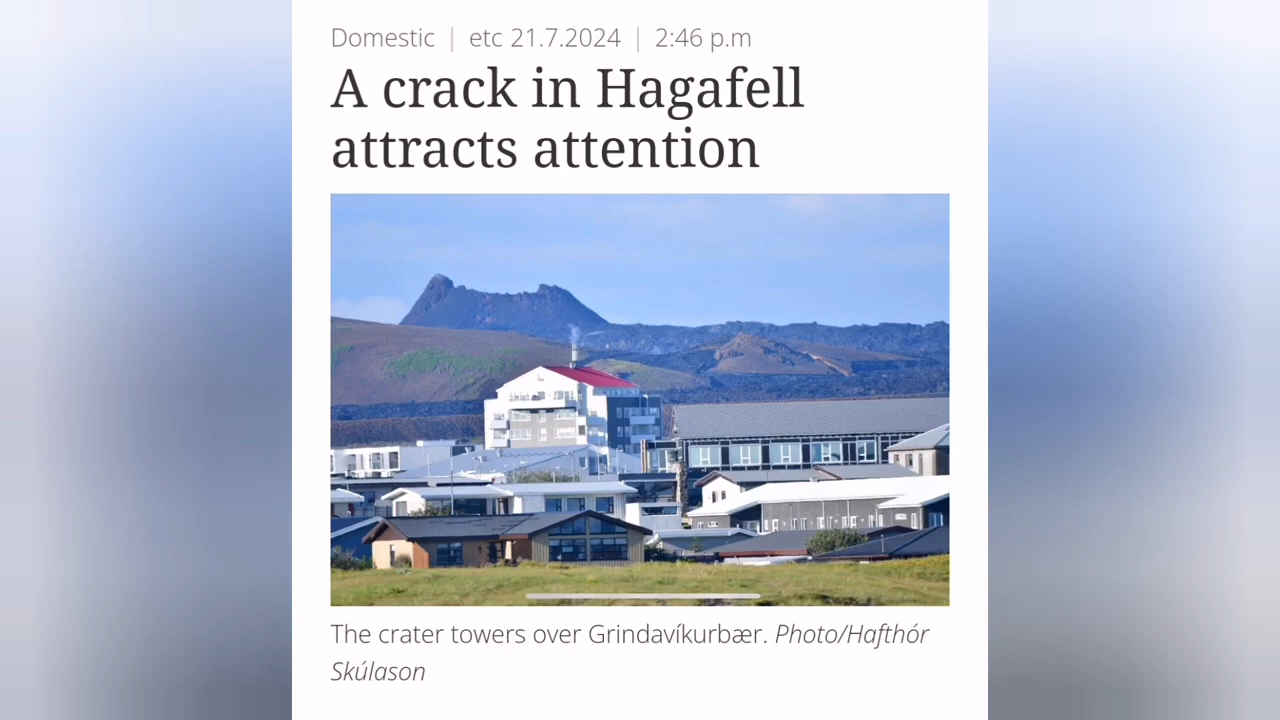 Domestic | etc 21.7.2024 | 2:46 p.m
A crack in Hagafell
attracts attention
The crater towers over Grindavíkurbær. Photo/Hafthór
Skúlason